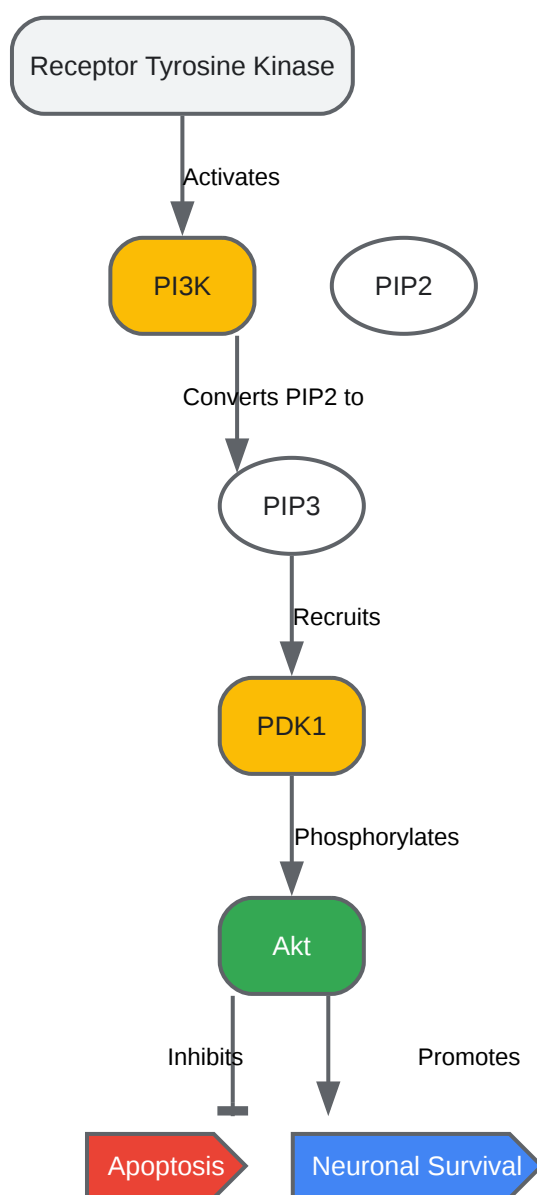 Receptor Tyrosine Kinase
Activates
PI3K
PIP2
Converts PIP2 to
PIP3
Recruits
PDK1
Phosphorylates
Akt
Inhibits
Promotes
Apoptosis
Neuronal Survival